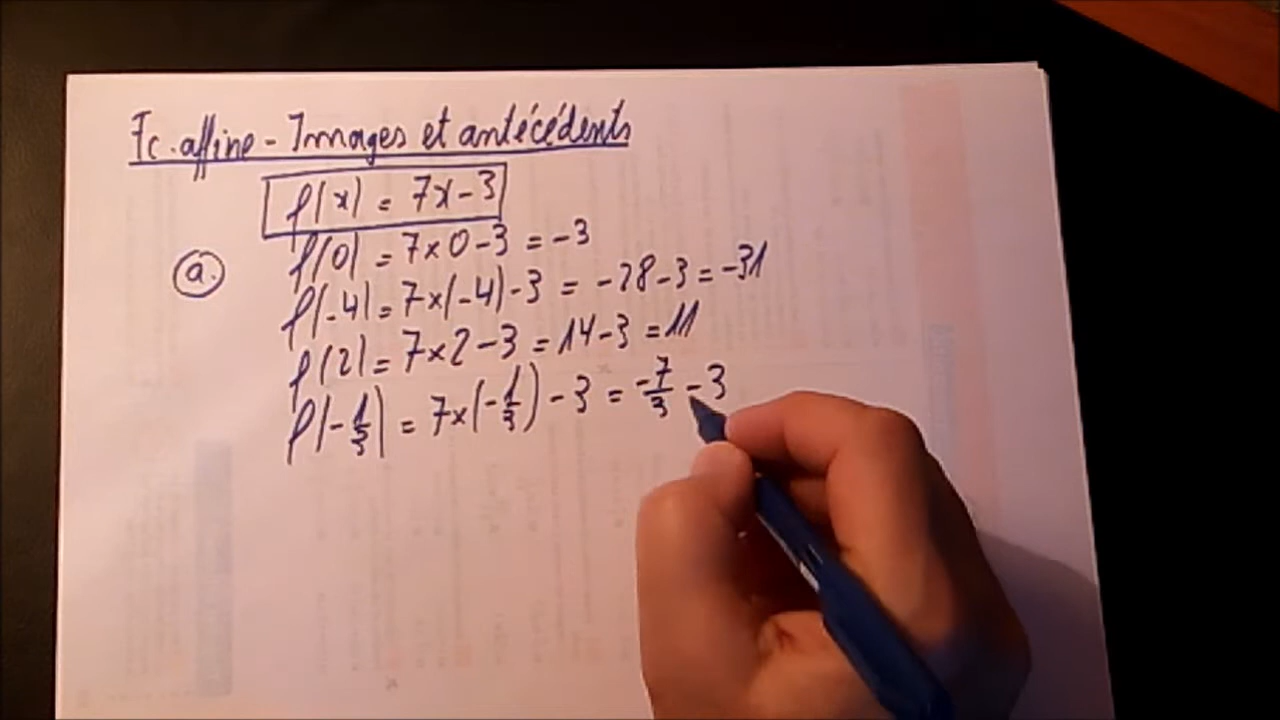 Fc. affine - Images et antécédents
f(x) = 7x - 3
a. f(0) = 7 × 0 - 3 = -3
f(-4) = 7 × (-4) - 3 = -28 - 3 = -31
f(2) = 7 × 2 - 3 = 14 - 3 = 11
f(-1/3) = 7 × (-1/3) - 3 = -7/3 - 3